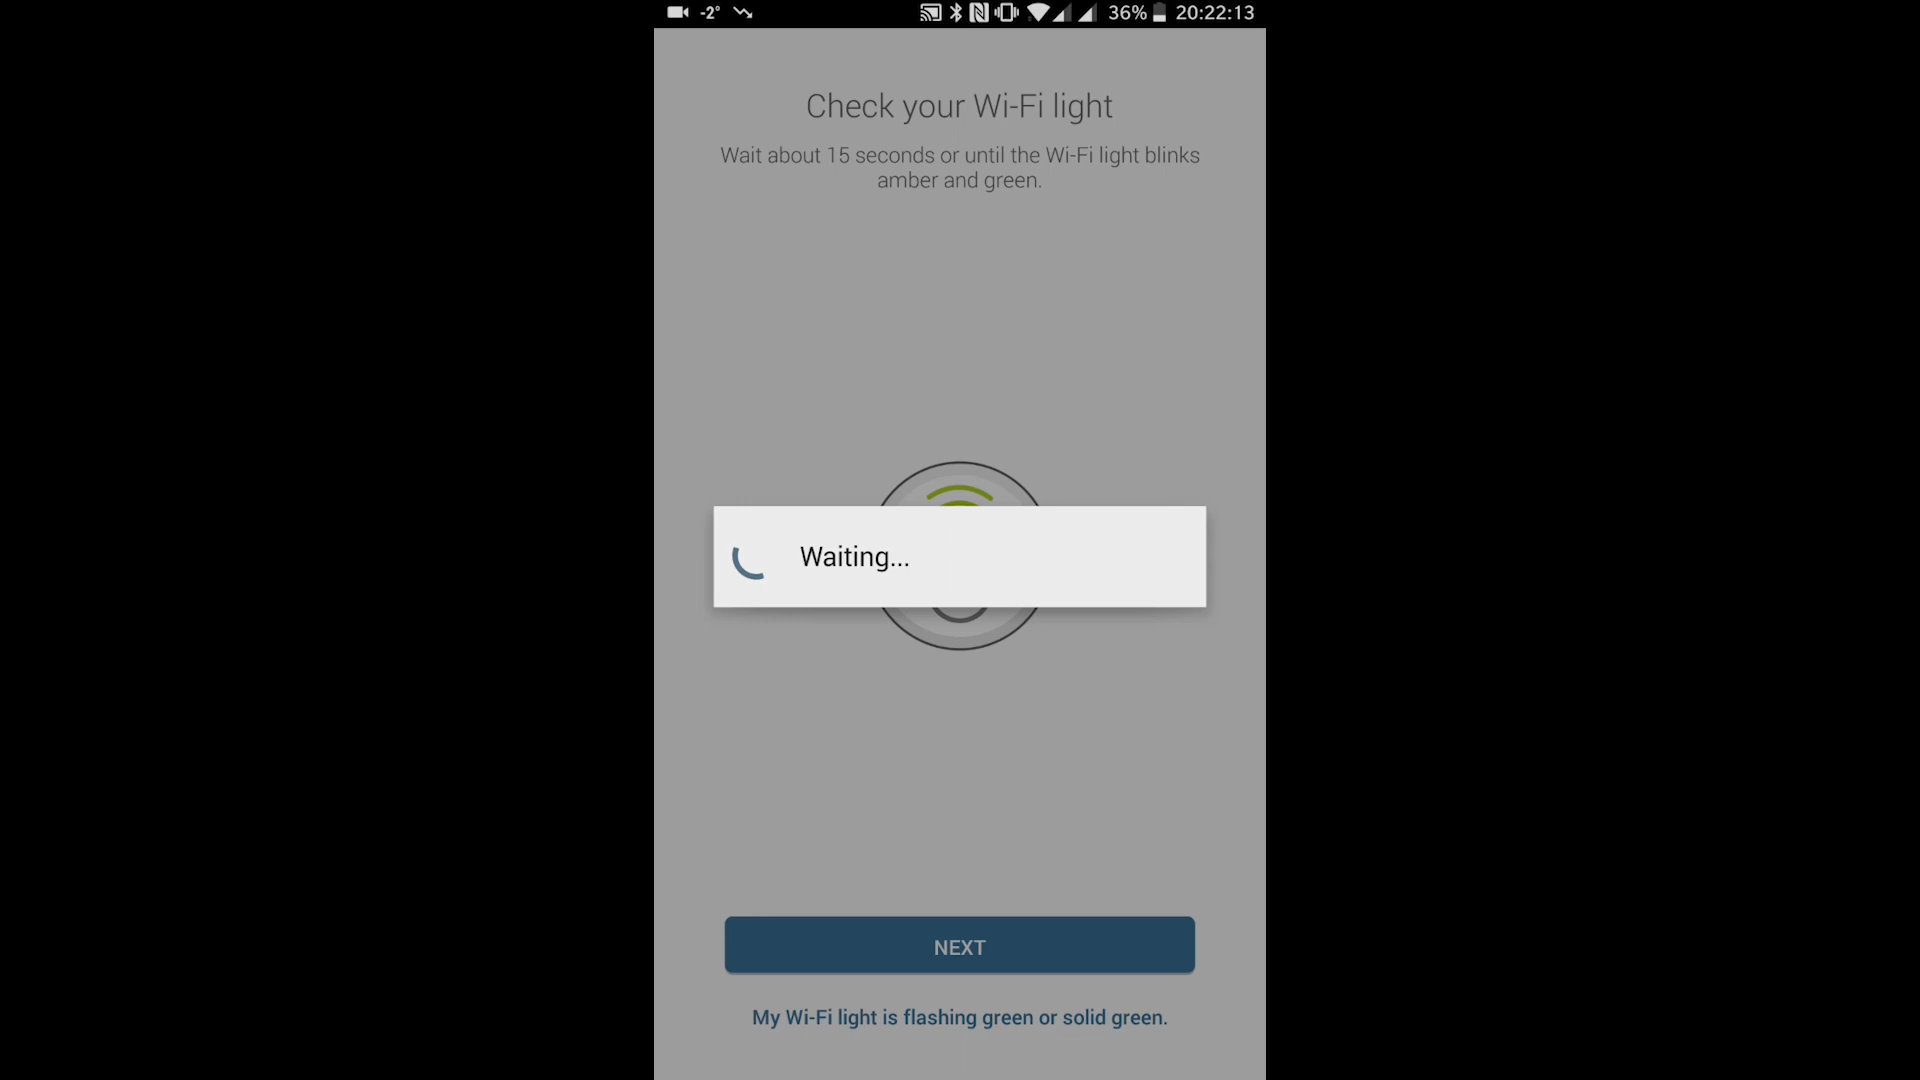 -2°
36% 20:22:13
Check your Wi-Fi light
Wait about 15 seconds or until the Wi-Fi light blinks
amber and green.
Waiting...
NEXT
My Wi-Fi light is flashing green or solid green.